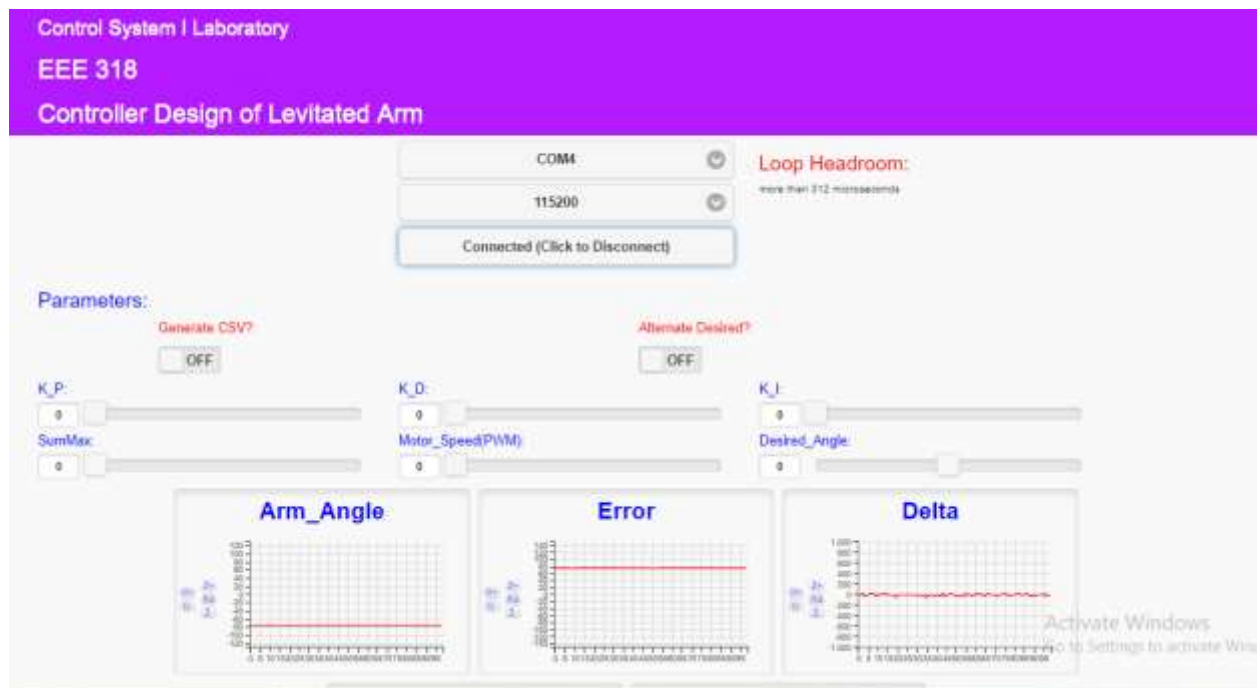 Control System I Laboratory
EEE 318
Controller Design of Levitated Arm
COM4
Loop Headroom:
115200
more than 312 microseconds
Connected (Click to Disconnect)
Parameters:
Generate CSV?
Alternate Desired?
OFF
OFF
K_P:
K_D:
K_I:
0
0
0
SumMax:
Motor_Speed(PWM):
Desired_Angle:
0
0
0
Arm_Angle
Error
Delta
Activate Windows
Go to Settings to activate Win